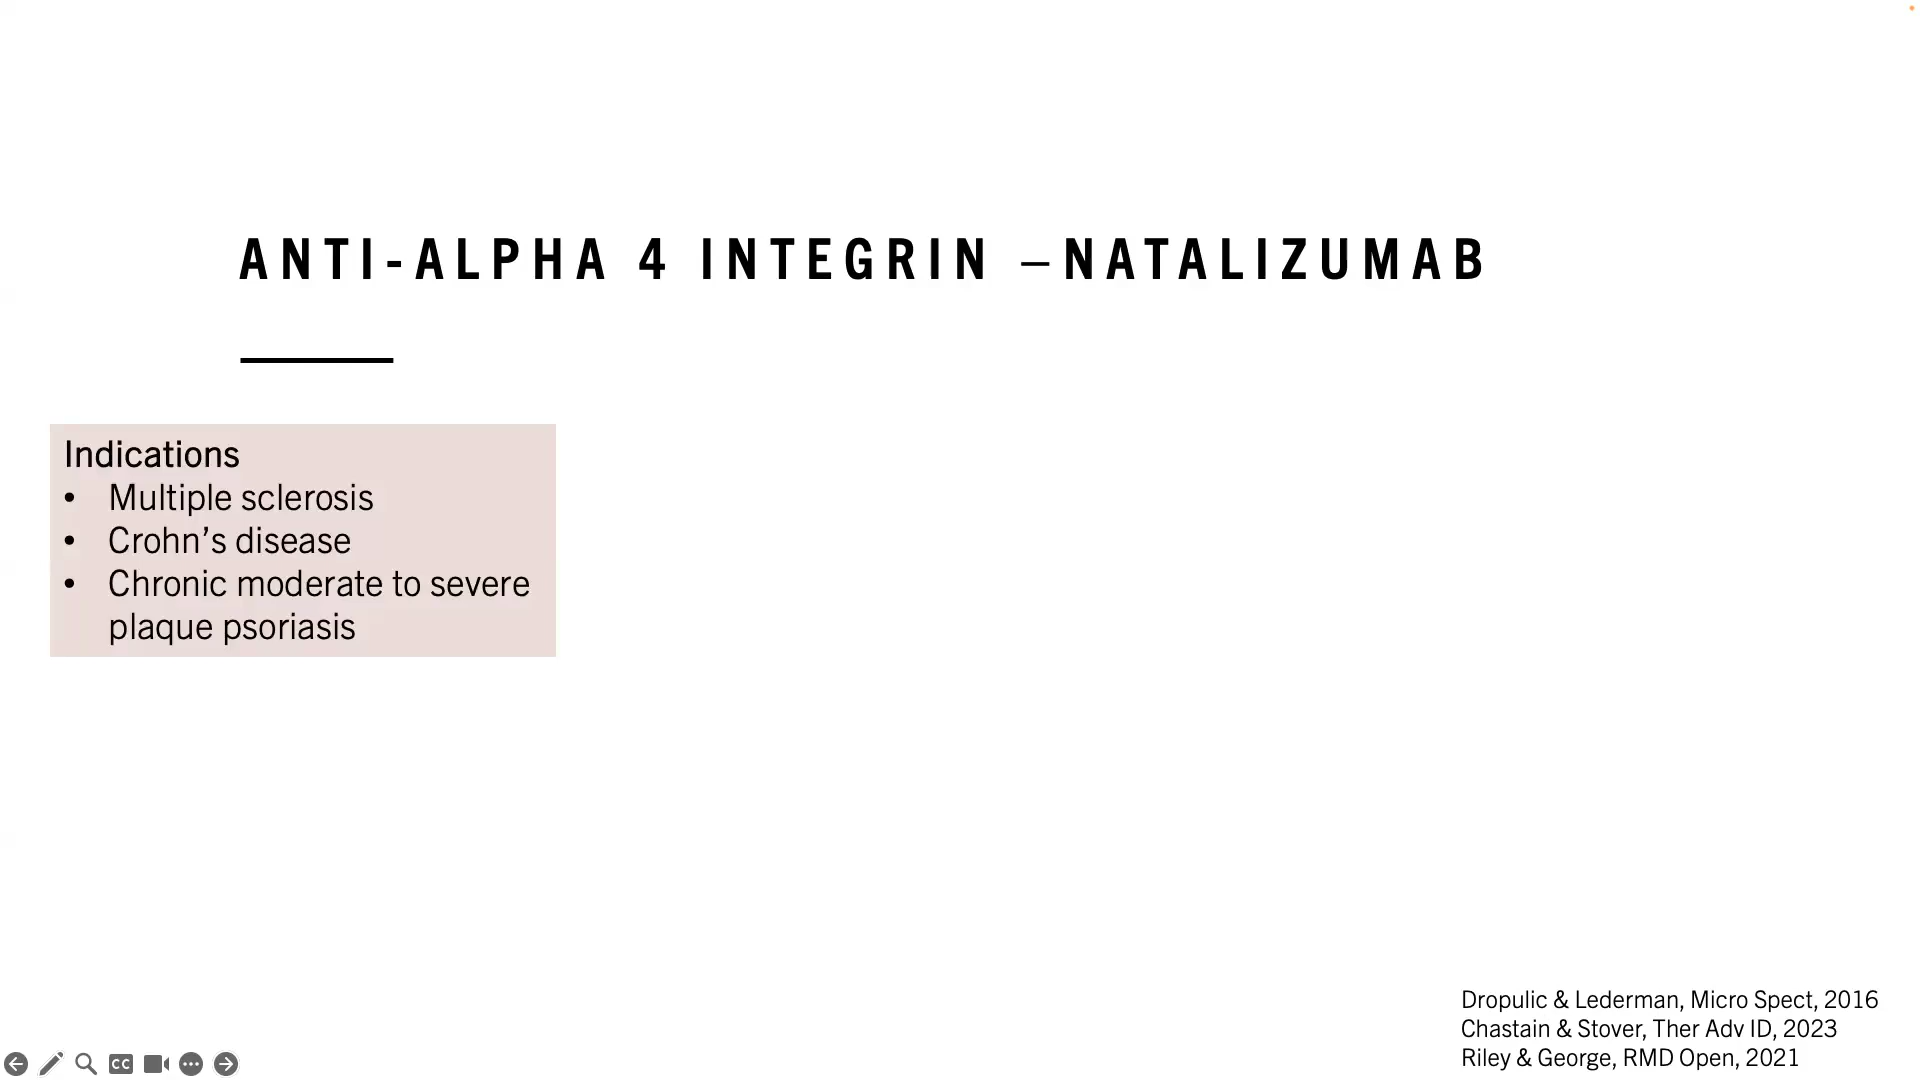 ANTI-ALPHA 4 INTEGRIN –NATALIZUMAB
Indications
• Multiple sclerosis
• Crohn’s disease
• Chronic moderate to severe
plaque psoriasis
Dropulic & Lederman, Micro Spect, 2016
Chastain & Stover, Ther Adv ID, 2023
Riley & George, RMD Open, 2021
CC